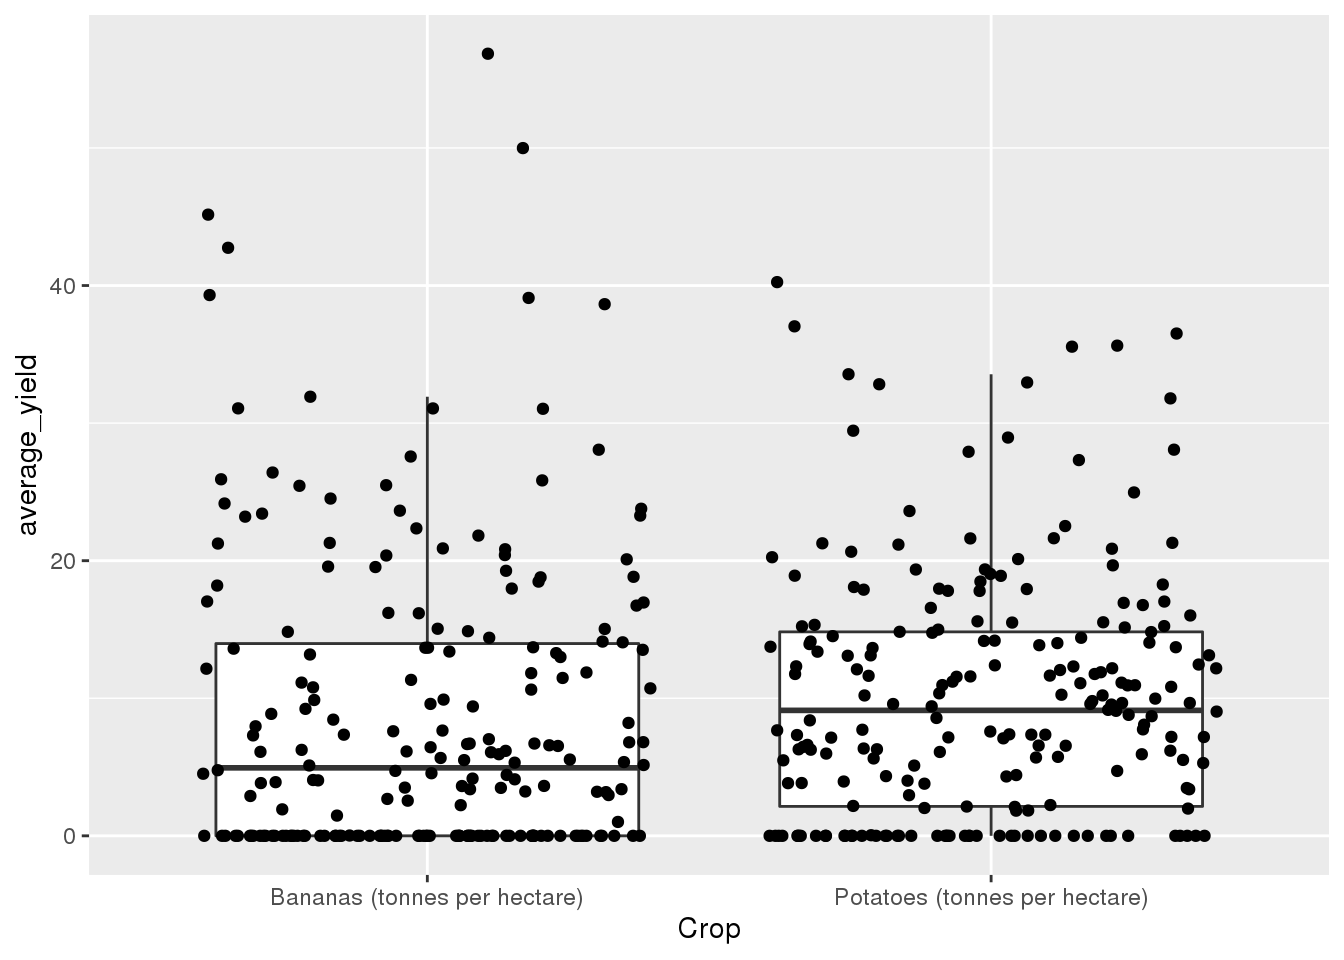 average_yield
40
20
0
Bananas (tonnes per hectare)
Potatoes (tonnes per hectare)
Crop